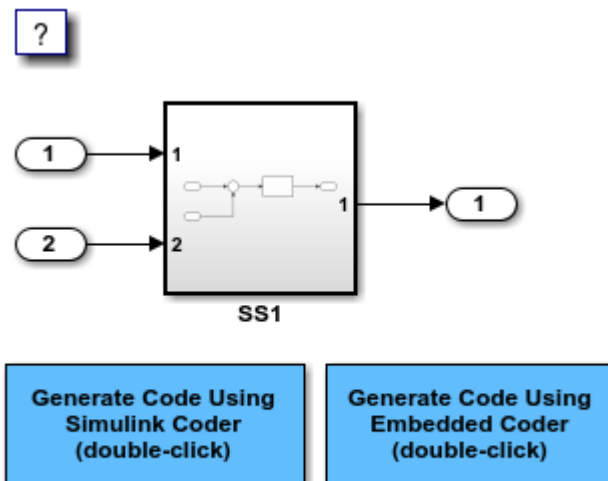 ?
1
1
1
1
2
2
SS1
Generate Code Using
Simulink Coder
(double-click)
Generate Code Using
Embedded Coder
(double-click)